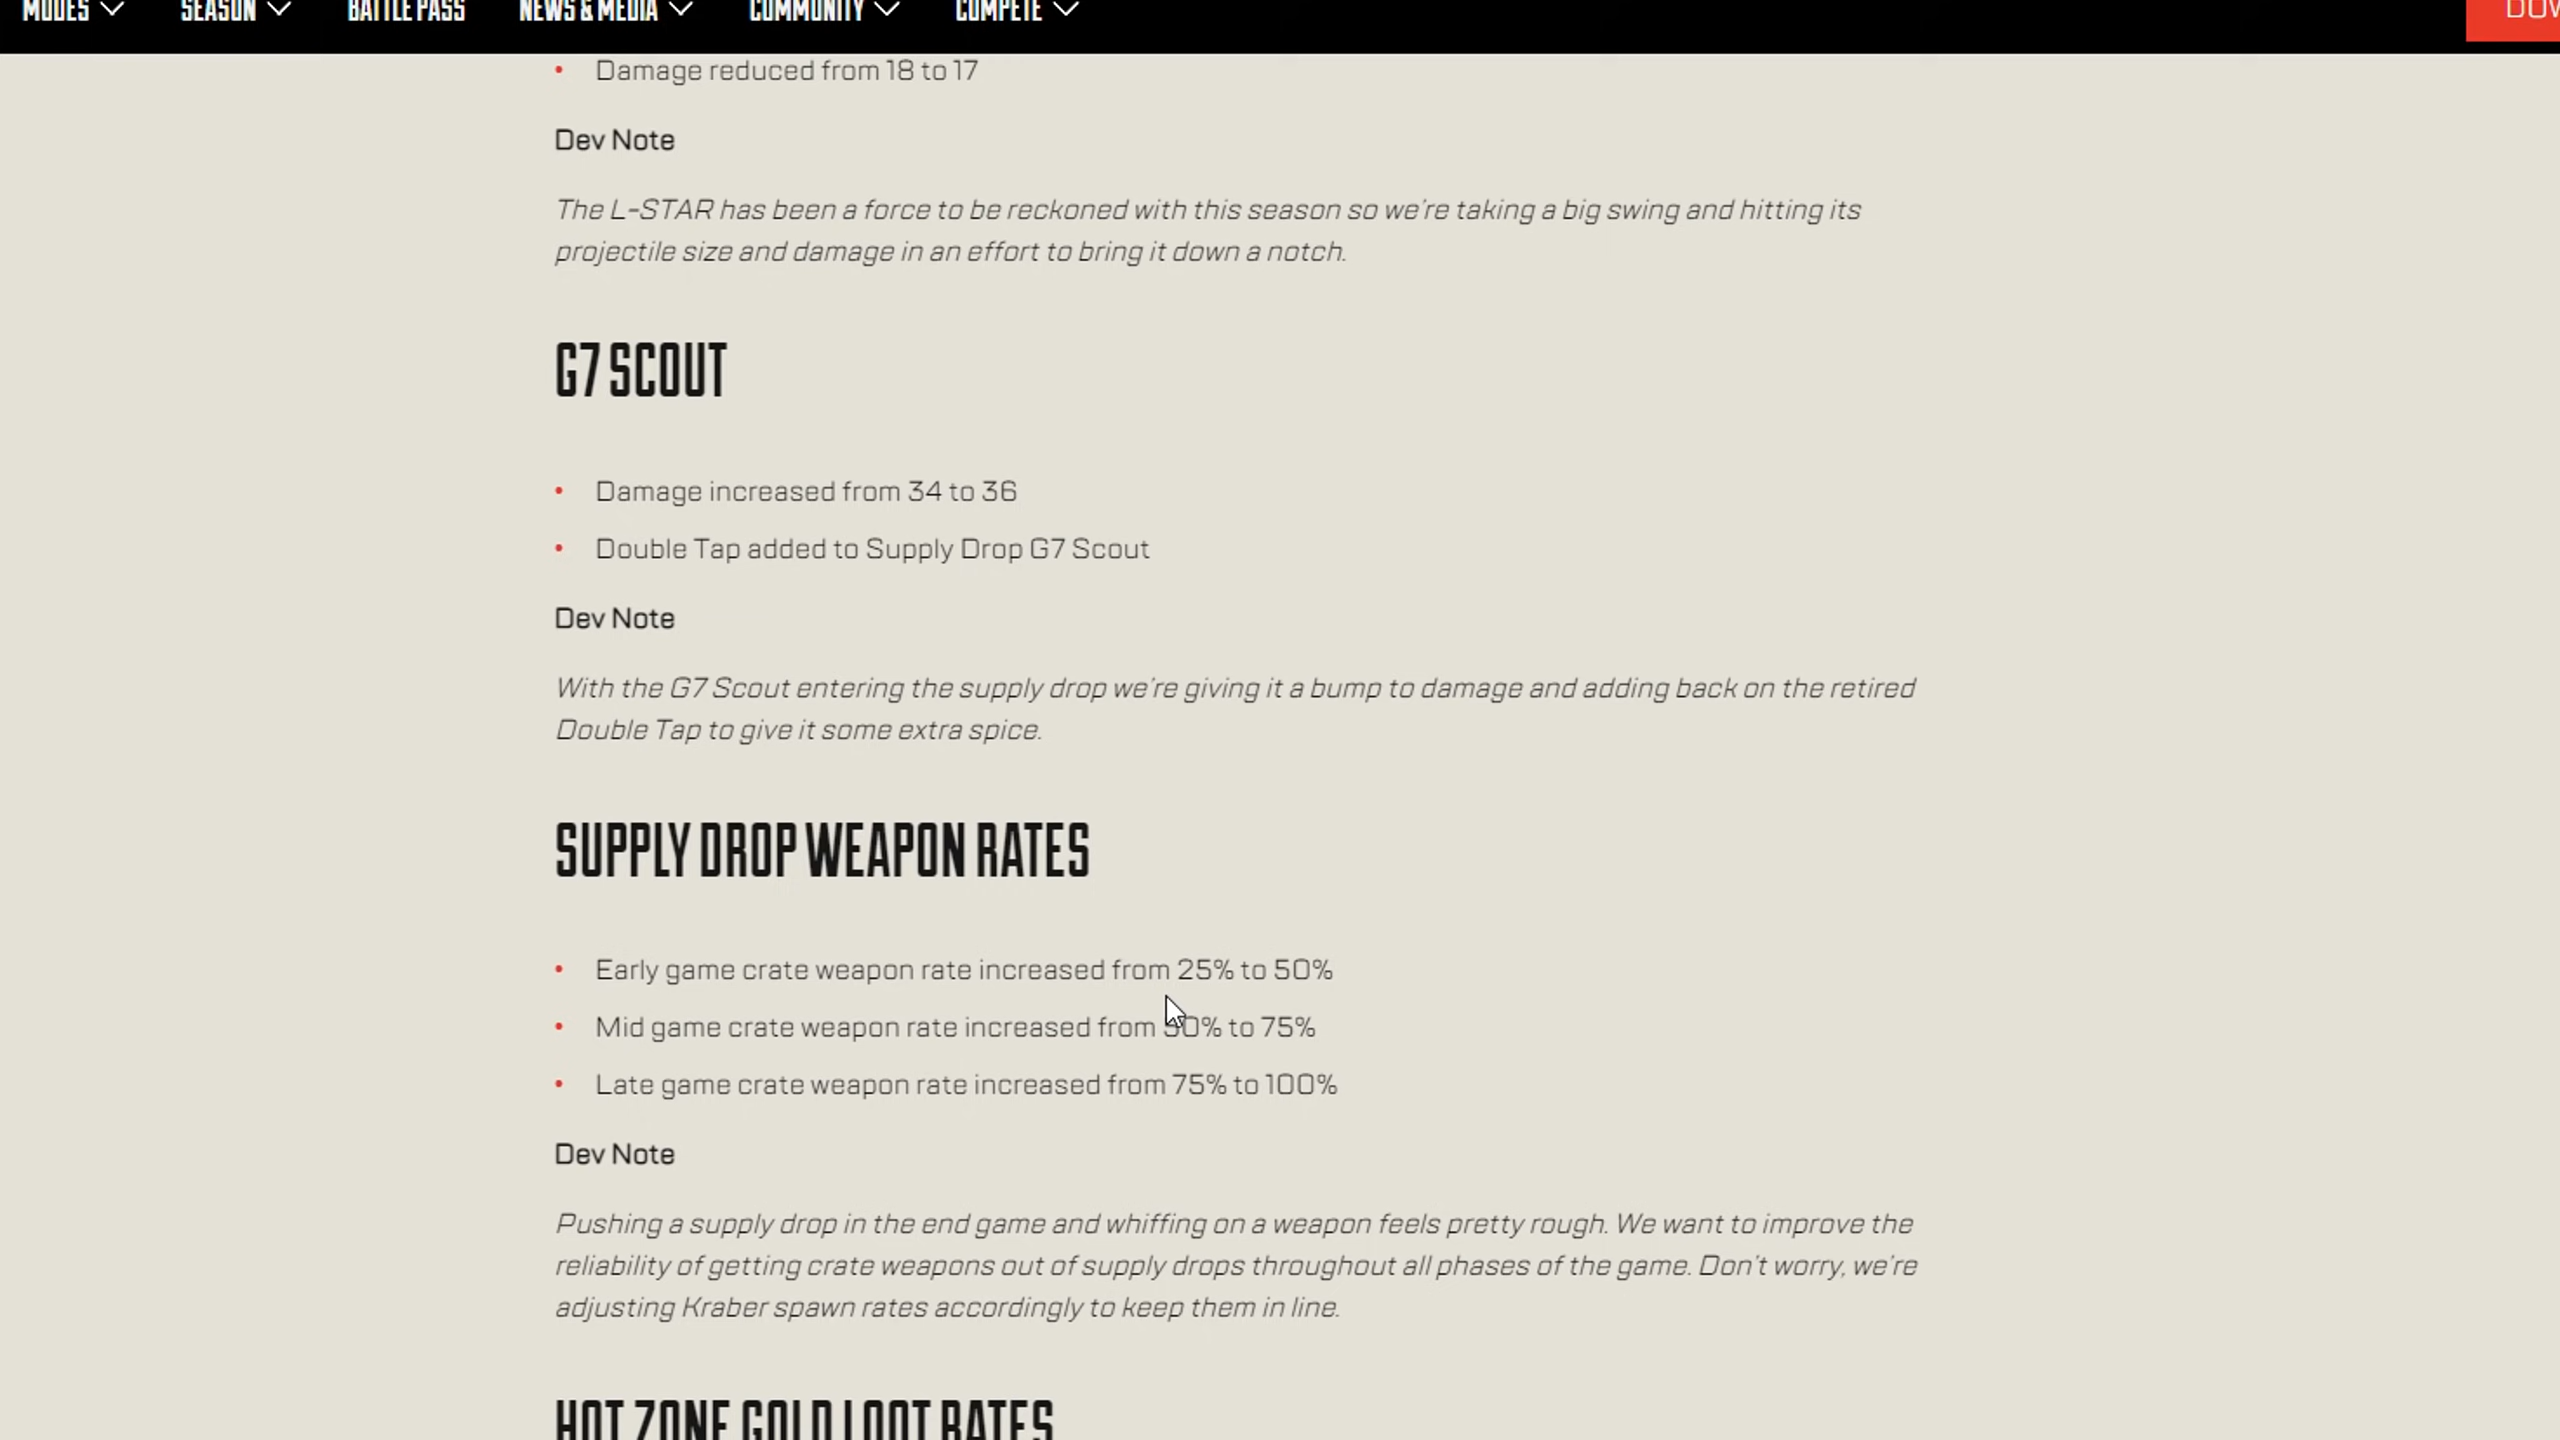 MODES SEASON BATTLE PASS NEWS & MEDIA COMMUNITY COMPETE
• Damage reduced from 18 to 17
Dev Note
The L-STAR has been a force to be reckoned with this season so we're taking a big swing and hitting its
projectile size and damage in an effort to bring it down a notch.
G7 SCOUT
• Damage increased from 34 to 36
• Double Tap added to Supply Drop G7 Scout
Dev Note
With the G7 Scout entering the supply drop we're giving it a bump to damage and adding back on the retired
Double Tap to give it some extra spice.
SUPPLY DROP WEAPON RATES
• Early game crate weapon rate increased from 25% to 50%
• Mid game crate weapon rate increased from 50% to 75%
• Late game crate weapon rate increased from 75% to 100%
Dev Note
Pushing a supply drop in the end game and whiffing on a weapon feels pretty rough. We want to improve the
reliability of getting crate weapons out of supply drops throughout all phases of the game. Don't worry, we're
adjusting Kraber spawn rates accordingly to keep them in line.
HOT ZONE GOLD LOOT RATES